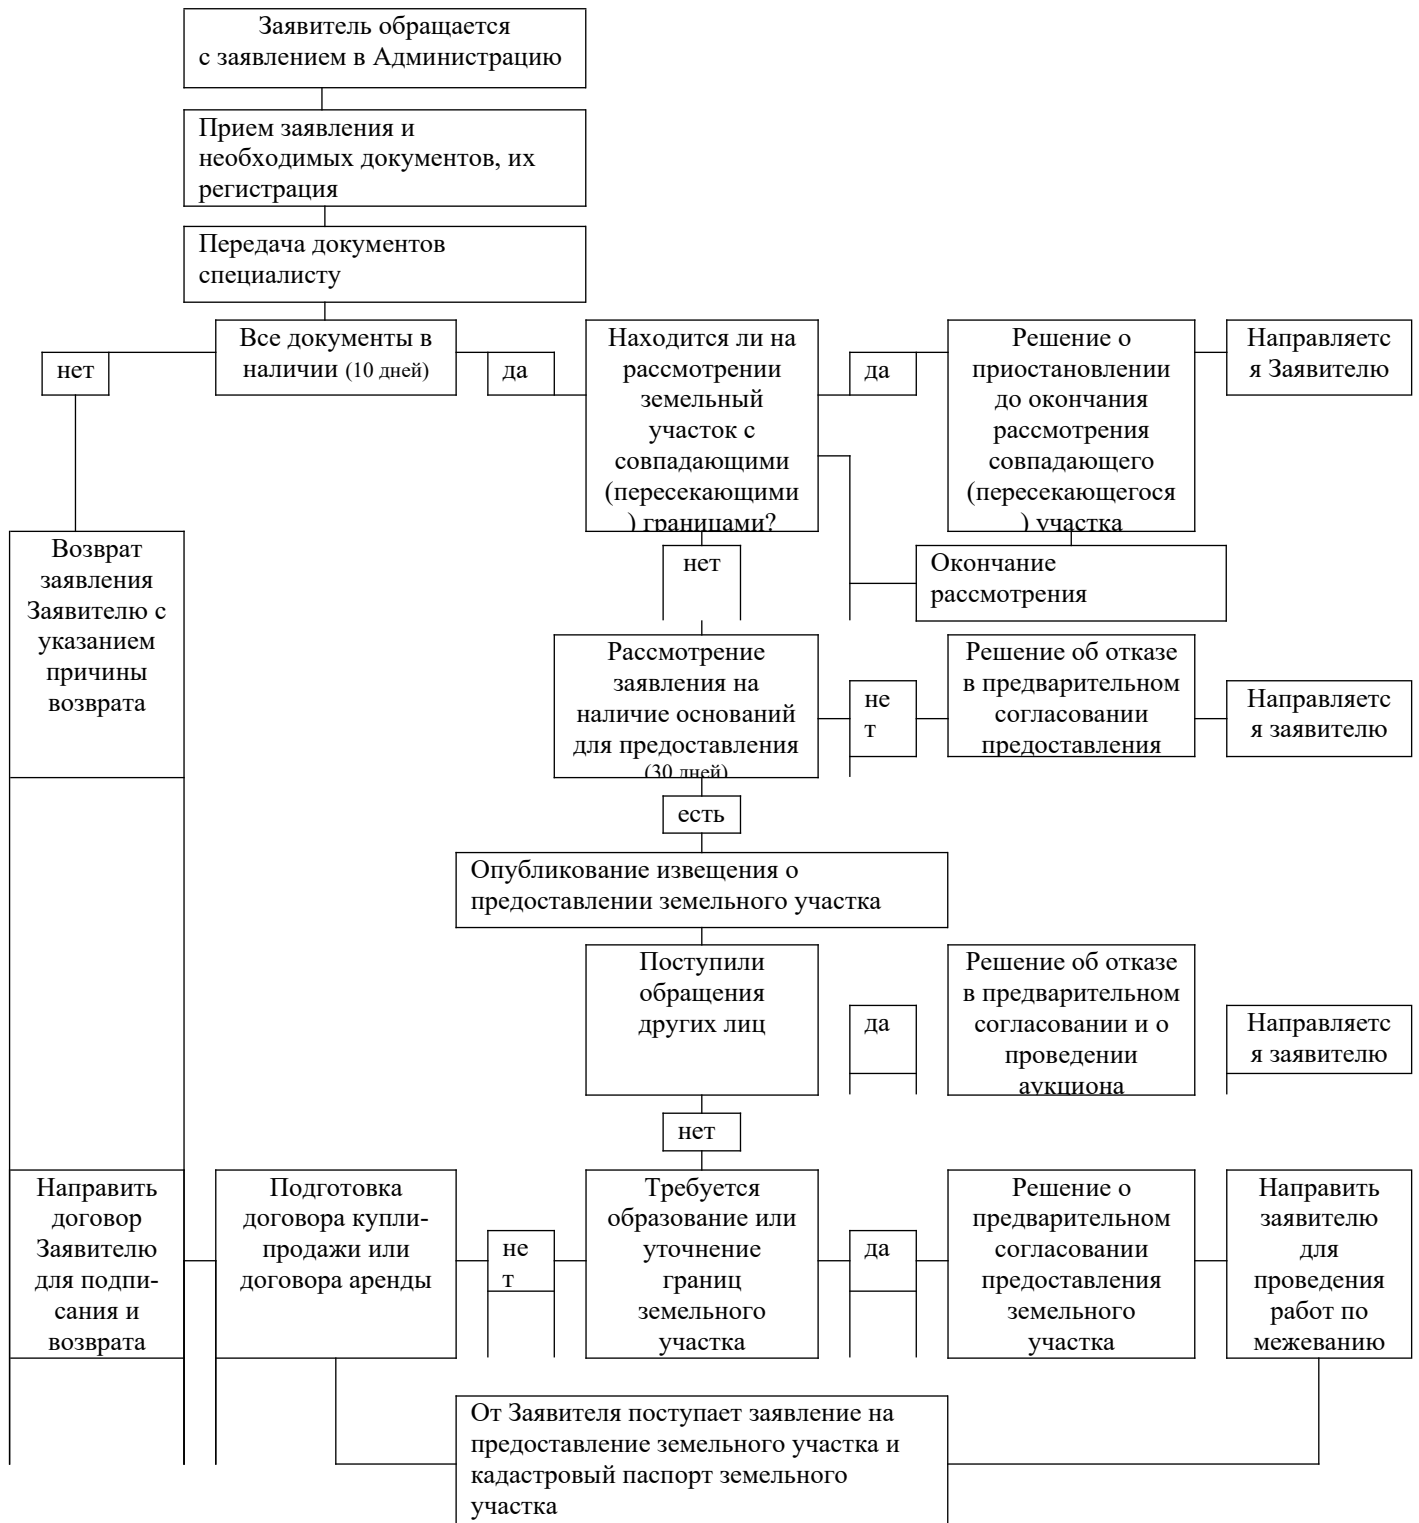 Заявитель обращается
с заявлением в Администрацию
Прием заявления и
необходимых документов, их
регистрация
Передача документов
специалисту
нет
Все документы в
наличии (10 дней)
да
Находится ли на
рассмотрении
земельный
участок с
совпадающими
(пересекающими
) границами?
да
Решение о
приостановлении
до окончания
рассмотрения
совпадающего
(пересекающегося
) участка
Направляетс
я Заявителю
Возврат
заявления
Заявителю с
указанием
причины
возврата
нет
Окончание
рассмотрения
Рассмотрение
заявления на
наличие оснований
для предоставления
(30 дней)
не
т
Решение об отказе
в предварительном
согласовании
предоставления
Направляетс
я заявителю
есть
Опубликование извещения о
предоставлении земельного участка
Поступили
обращения
других лиц
да
Решение об отказе
в предварительном
согласовании и о
проведении
аукциона
Направляетс
я заявителю
нет
Направить
договор
Заявителю
для подпи-
сания и
возврата
Подготовка
договора купли-
продажи или
договора аренды
не
т
Требуется
образование или
уточнение
границ
земельного
участка
да
Решение о
предварительном
согласовании
предоставления
земельного
участка
Направить
заявителю
для
проведения
работ по
межеванию
От Заявителя поступает заявление на
предоставление земельного участка и
кадастровый паспорт земельного
участка